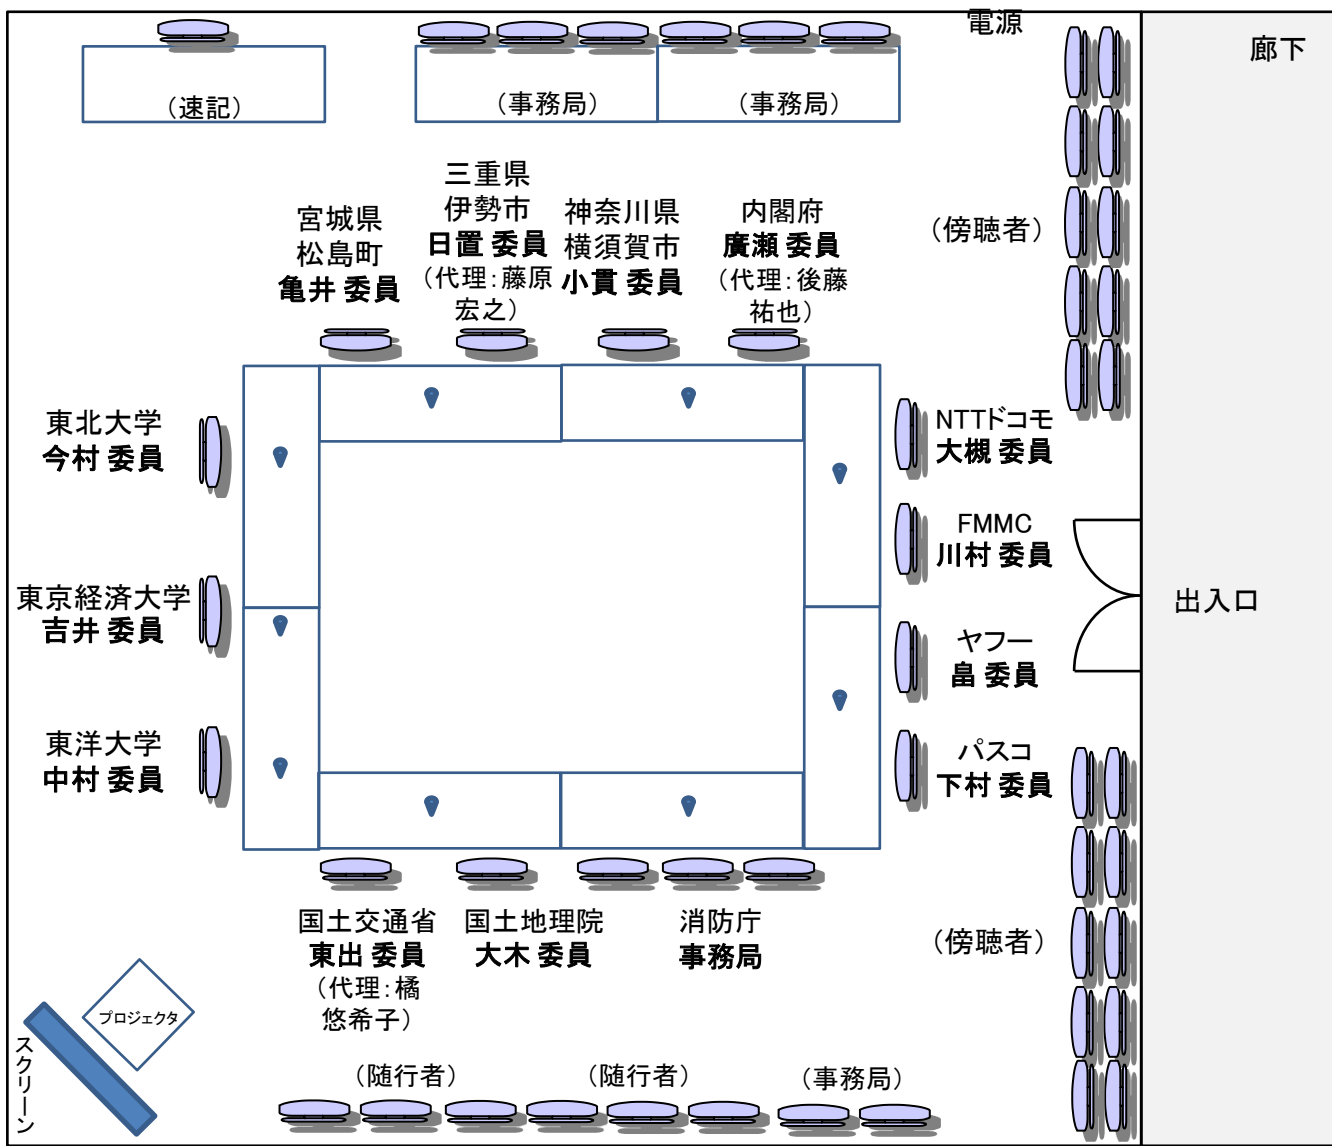 電源
廊下
（速記）
（事務局）
（事務局）
宮城県
松島町
亀井 委員
三重県
伊勢市
日置 委員
（代理：藤原
宏之）
神奈川県
横須賀市
小貫 委員
内閣府
廣瀬 委員
（代理：後藤
祐也）
（傍聴者）
東北大学
今村 委員
東京経済大学
吉井 委員
東洋大学
中村 委員
NTTドコモ
大槻 委員
FMMC
川村 委員
ヤフー
畠 委員
パスコ
下村 委員
出入口
国土交通省
東出 委員
（代理：橘
悠希子）
国土地理院
大木 委員
消防庁
事務局
（傍聴者）
プロジェクタ
スクリーン
（随行者）
（随行者）
（事務局）